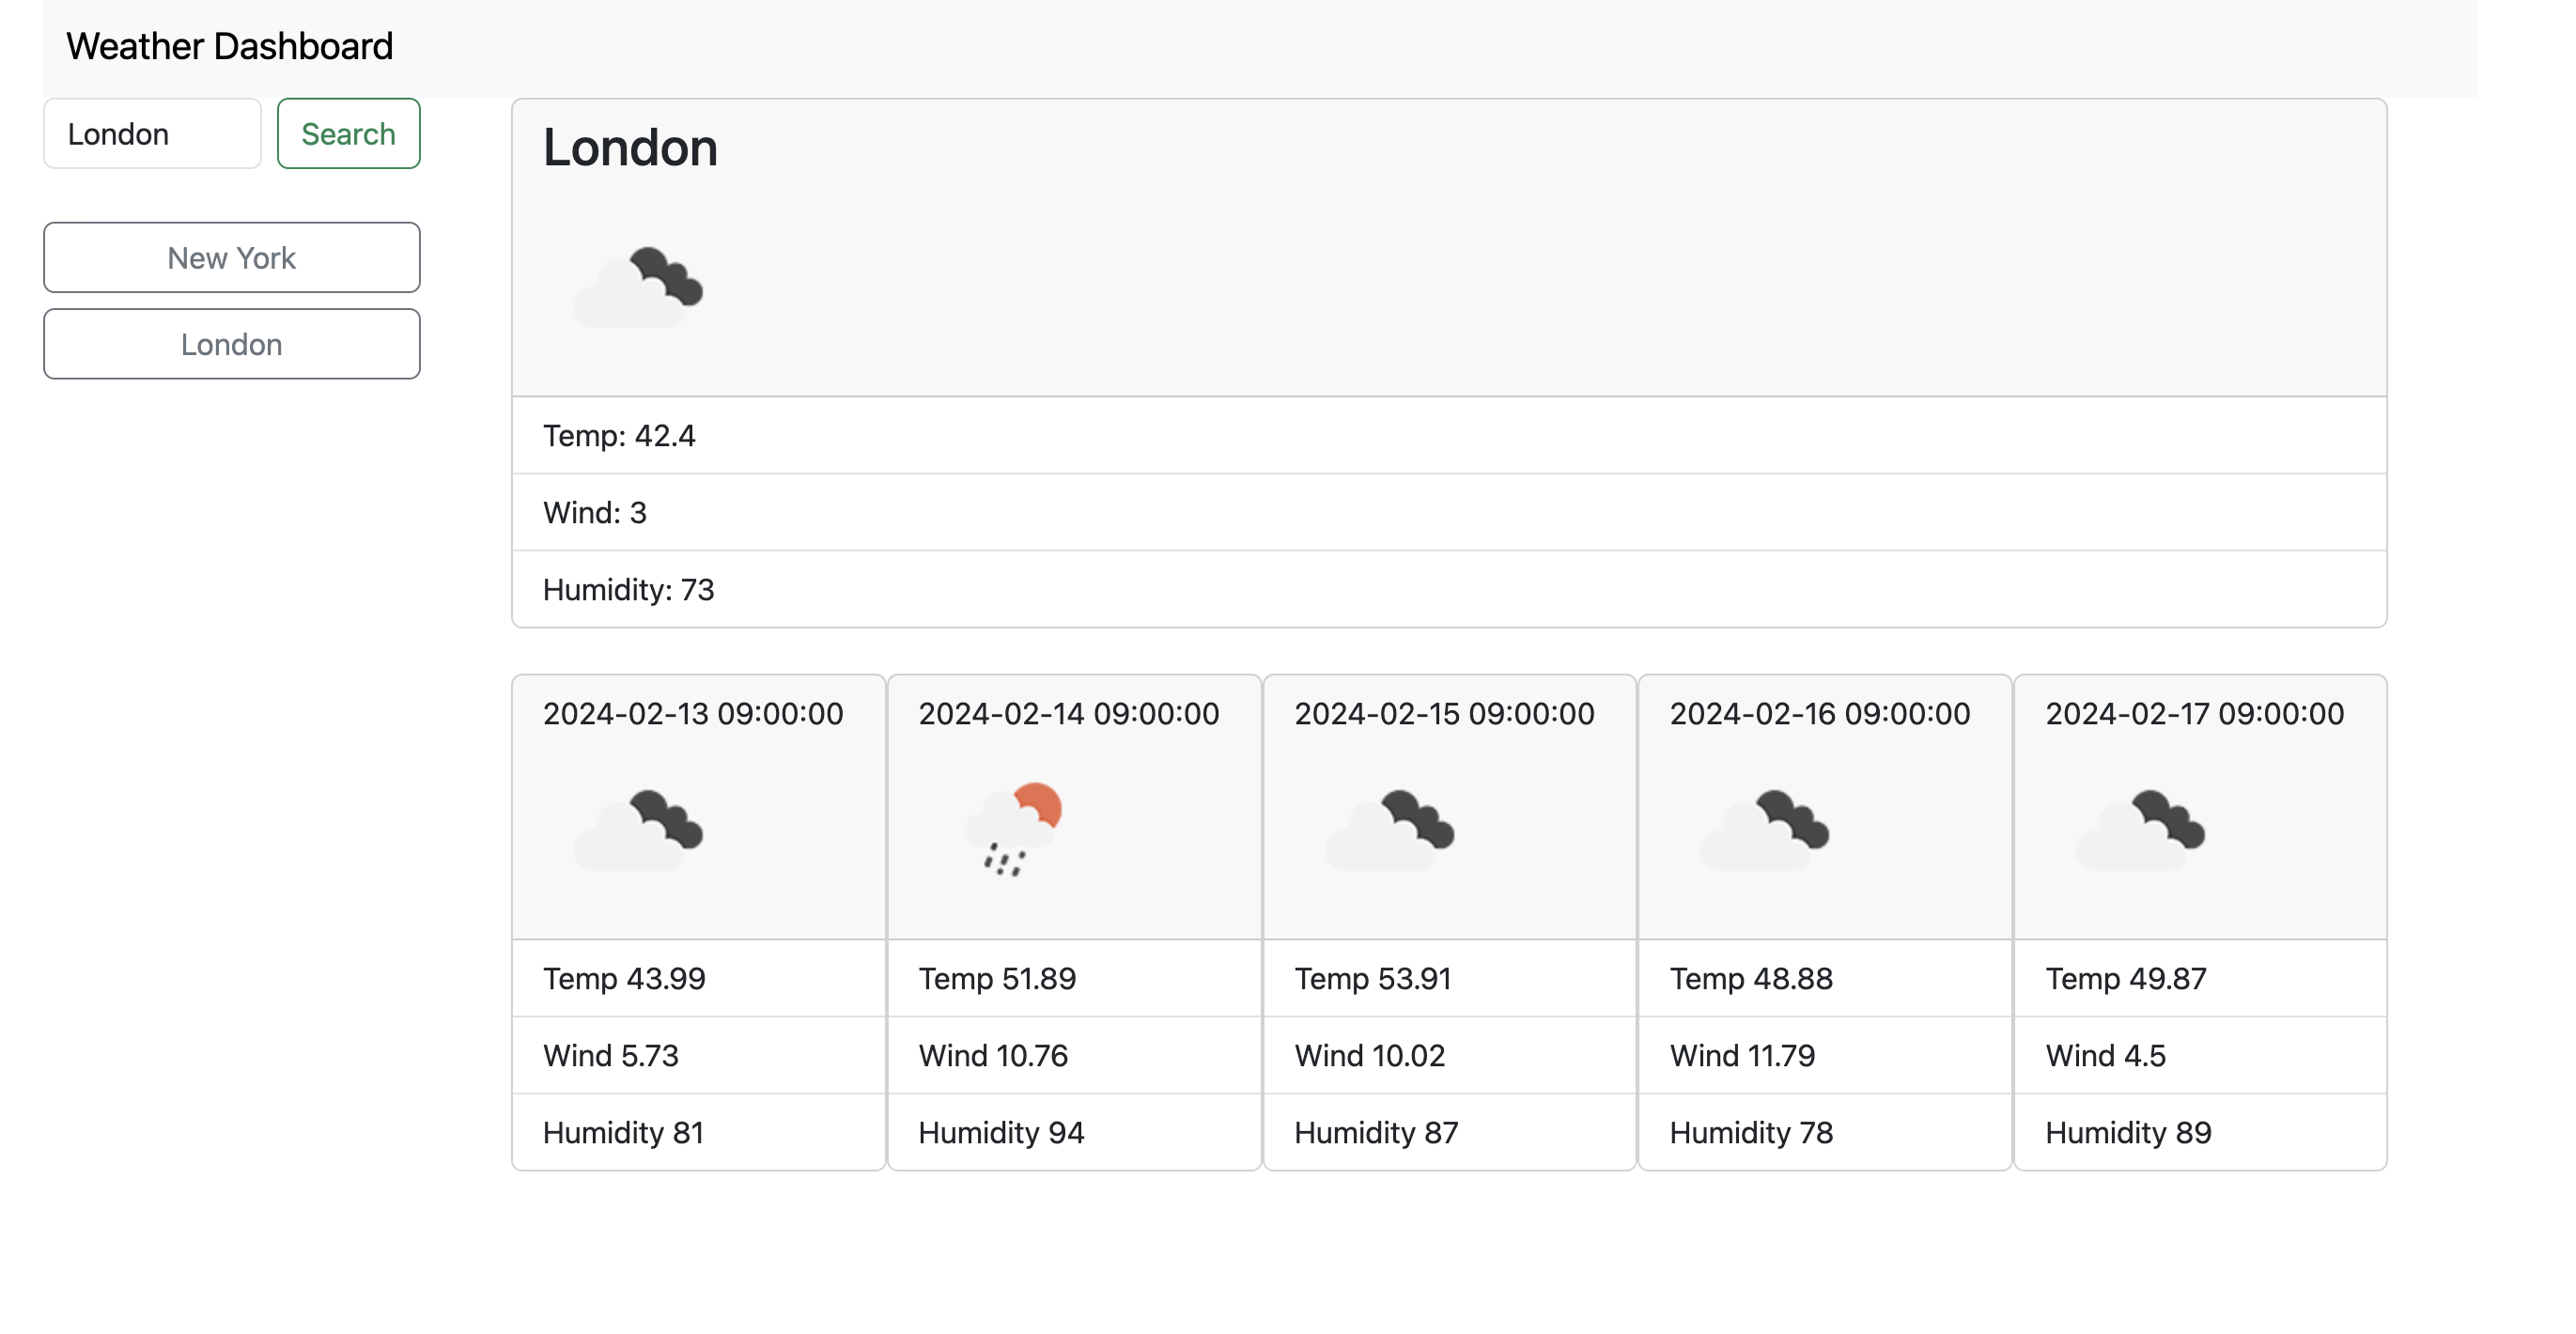 Weather Dashboard
London
Search
New York
London
London
Temp: 42.4
Wind: 3
Humidity: 73
2024-02-13 09:00:00
Temp 43.99
Wind 5.73
Humidity 81
2024-02-14 09:00:00
Temp 51.89
Wind 10.76
Humidity 94
2024-02-15 09:00:00
Temp 53.91
Wind 10.02
Humidity 87
2024-02-16 09:00:00
Temp 48.88
Wind 11.79
Humidity 78
2024-02-17 09:00:00
Temp 49.87
Wind 4.5
Humidity 89